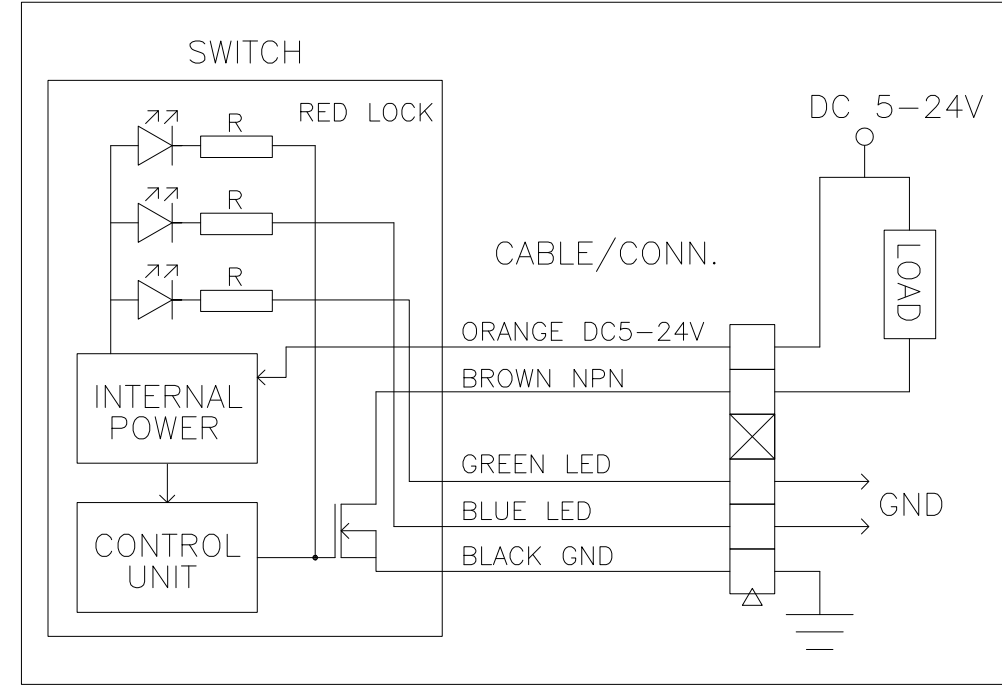 SWITCH
RED LOCK
R
R
R
DC 5-24V
LOAD
CABLE/CONN.
ORANGE DC5-24V
BROWN NPN
GREEN LED
BLUE LED
BLACK GND
GND
INTERNAL
POWER
CONTROL
UNIT